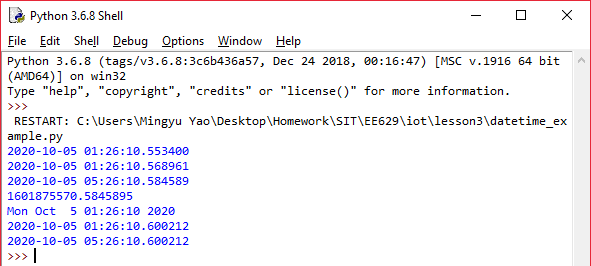 Python 3.6.8 Shell
File Edit Shell Debug Options Window Help
Python 3.6.8 (tags/v3.6.8:3c6b436a57, Dec 24 2018, 00:16:47) [MSC v.1916 64 bit
(AMD64)] on win32
Type "help", "copyright", "credits" or "license()" for more information.
>>>
RESTART: C:\Users\Mingyu Yao\Desktop\Homework\SIT\EE629\iot\lesson3\datetime_ex
ample.py
2020-10-05 01:26:10.553400
2020-10-05 01:26:10.568961
2020-10-05 05:26:10.584589
1601875570.5845895
Mon Oct  5 01:26:10 2020
2020-10-05 01:26:10.600212
2020-10-05 05:26:10.600212
>>>